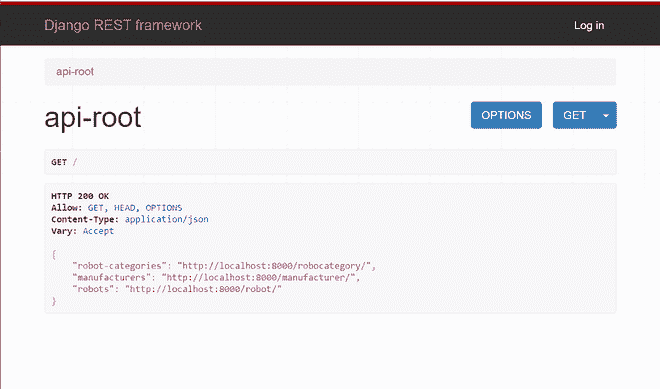 Django REST framework Log in
api-root
api-root OPTIONS GET
GET /
HTTP 200 OK
Allow: GET, HEAD, OPTIONS
Content-Type: application/json
Vary: Accept
{
"robot-categories": "http://localhost:8000/robocategory/",
"manufacturers": "http://localhost:8000/manufacturer/",
"robots": "http://localhost:8000/robot/"
}